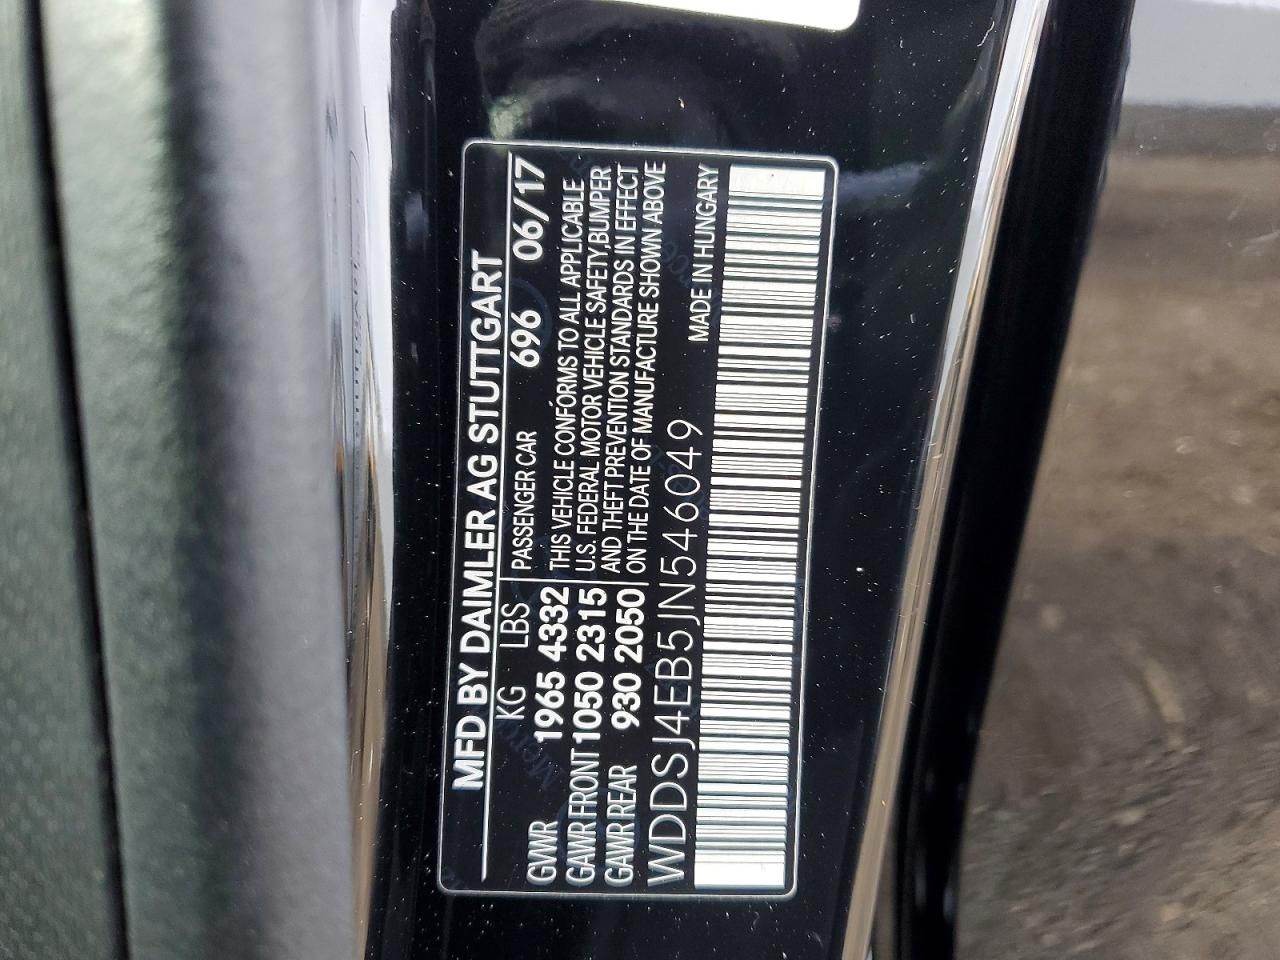 MFD BY DAIMLER AG STUTTGART
KG LBS PASSENGER CAR 696 06/17
GVWR 1965 4332
GAWR FRONT 1050 2315
GAWR REAR 930 2050
THIS VEHICLE CONFORMS TO ALL APPLICABLE
U.S. FEDERAL MOTOR VEHICLE SAFETY,BUMPER
AND THEFT PREVENTION STANDARDS IN EFFECT
ON THE DATE OF MANUFACTURE SHOWN ABOVE
WDDSJ4EB5JN546049 MADE IN HUNGARY